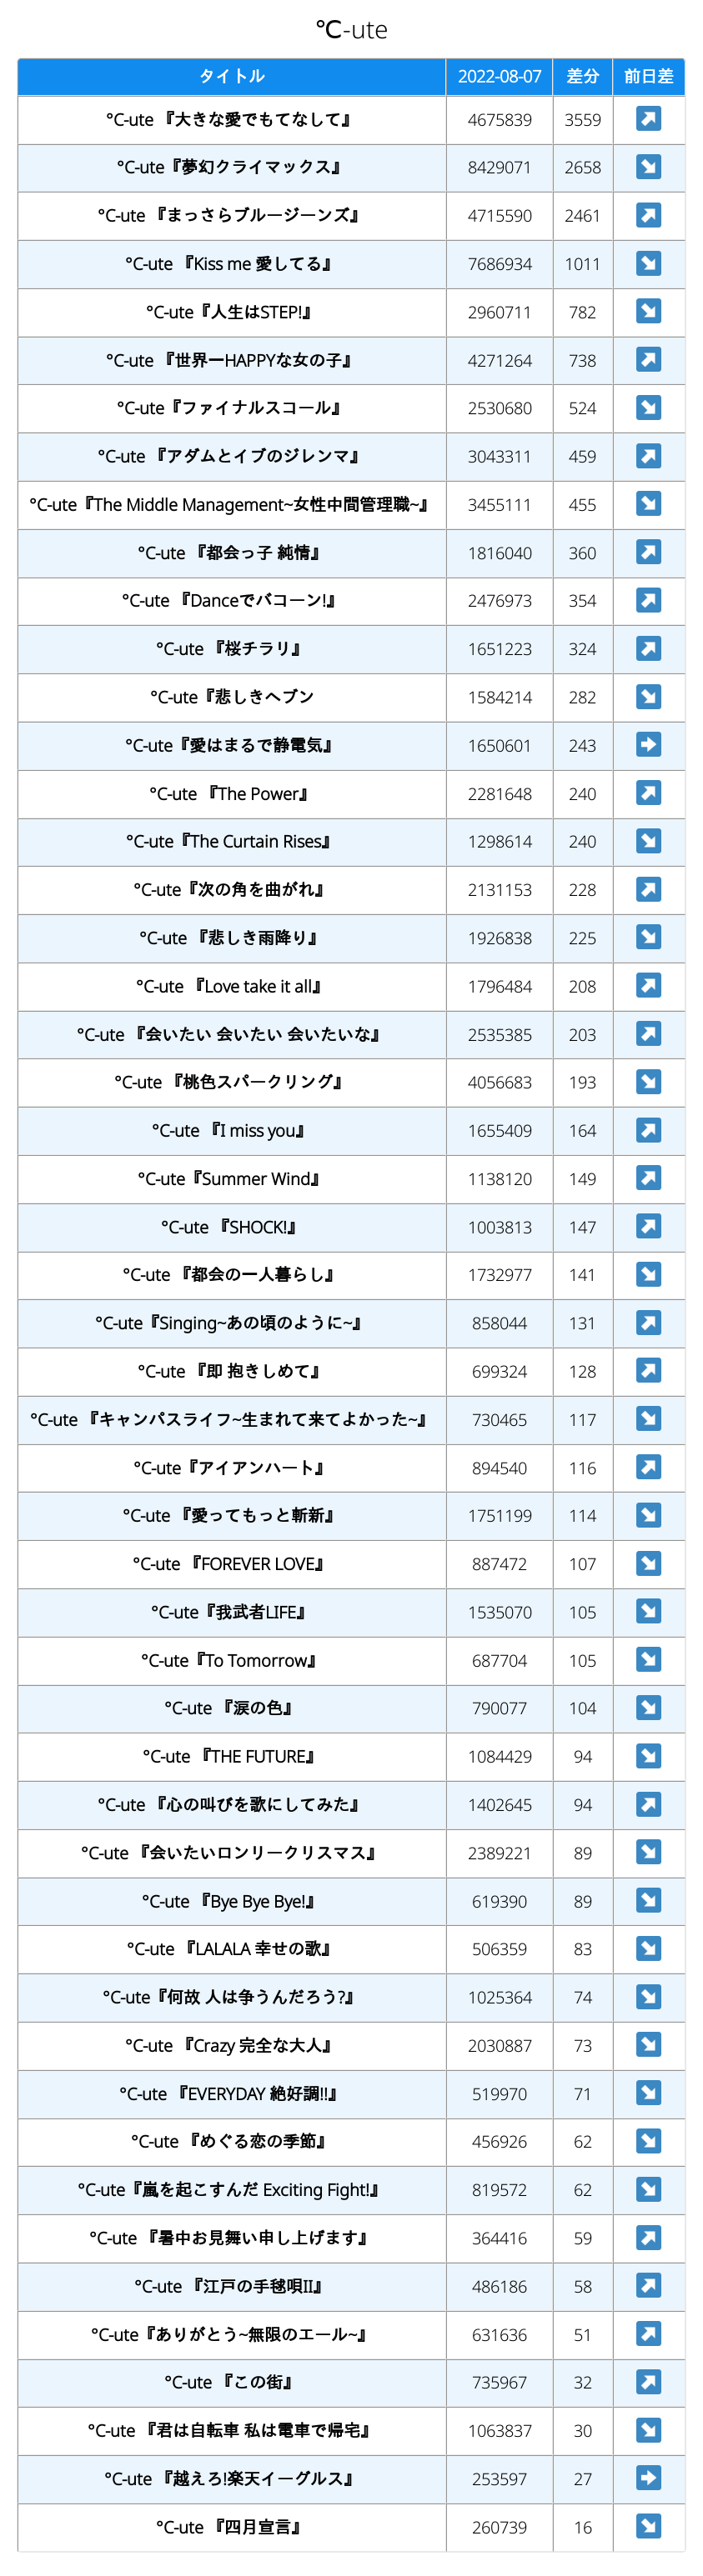 ℃-ute
タイトル 2022-08-07 差分 前日差
°C-ute 『大きな愛でもてなして』 4675839 3559 ↗
°C-ute『夢幻クライマックス』 8429071 2658 ↘
°C-ute 『まっさらブルージーンズ』 4715590 2461 ↗
°C-ute 『Kiss me 愛してる』 7686934 1011 ↘
°C-ute『人生はSTEP!』 2960711 782 ↘
°C-ute 『世界一HAPPYな女の子』 4271264 738 ↗
°C-ute『ファイナルスコール』 2530680 524 ↘
°C-ute 『アダムとイブのジレンマ』 3043311 459 ↗
°C-ute『The Middle Management~女性中間管理職~』 3455111 455 ↘
°C-ute 『都会っ子 純情』 1816040 360 ↗
°C-ute 『Danceでバコーン!』 2476973 354 ↗
°C-ute 『桜チラリ』 1651223 324 ↗
°C-ute『悲しきヘブン 1584214 282 ↘
°C-ute『愛はまるで静電気』 1650601 243 ➡
°C-ute 『The Power』 2281648 240 ↗
°C-ute『The Curtain Rises』 1298614 240 ↘
°C-ute『次の角を曲がれ』 2131153 228 ↗
°C-ute 『悲しき雨降り』 1926838 225 ↘
°C-ute 『Love take it all』 1796484 208 ↗
°C-ute 『会いたい 会いたい 会いたいな』 2535385 203 ↗
°C-ute 『桃色スパークリング』 4056683 193 ↘
°C-ute 『I miss you』 1655409 164 ↗
°C-ute『Summer Wind』 1138120 149 ↗
°C-ute 『SHOCK!』 1003813 147 ↗
°C-ute 『都会の一人暮らし』 1732977 141 ↘
°C-ute『Singing~あの頃のように~』 858044 131 ↗
°C-ute 『即 抱きしめて』 699324 128 ↗
°C-ute 『キャンパスライフ~生まれて来てよかった~』 730465 117 ↘
°C-ute『アイアンハート』 894540 116 ↗
°C-ute 『愛ってもっと斬新』 1751199 114 ↘
°C-ute 『FOREVER LOVE』 887472 107 ↘
°C-ute『我武者LIFE』 1535070 105 ↘
°C-ute『To Tomorrow』 687704 105 ↘
°C-ute 『涙の色』 790077 104 ↘
°C-ute 『THE FUTURE』 1084429 94 ↘
°C-ute 『心の叫びを歌にしてみた』 1402645 94 ↗
°C-ute 『会いたいロンリークリスマス』 2389221 89 ↘
°C-ute 『Bye Bye Bye!』 619390 89 ↘
°C-ute 『LALALA 幸せの歌』 506359 83 ↘
°C-ute『何故 人は争うんだろう?』 1025364 74 ↘
°C-ute 『Crazy 完全な大人』 2030887 73 ↘
°C-ute 『EVERYDAY 絶好調!!』 519970 71 ↘
°C-ute 『めぐる恋の季節』 456926 62 ↘
°C-ute『嵐を起こすんだ Exciting Fight!』 819572 62 ↘
°C-ute 『暑中お見舞い申し上げます』 364416 59 ↗
°C-ute 『江戸の手毬唄II』 486186 58 ↗
°C-ute『ありがとう~無限のエール~』 631636 51 ↗
°C-ute 『この街』 735967 32 ↗
°C-ute 『君は自転車 私は電車で帰宅』 1063837 30 ↘
°C-ute 『越えろ!楽天イーグルス』 253597 27 ➡
°C-ute 『四月宣言』 260739 16 ↘